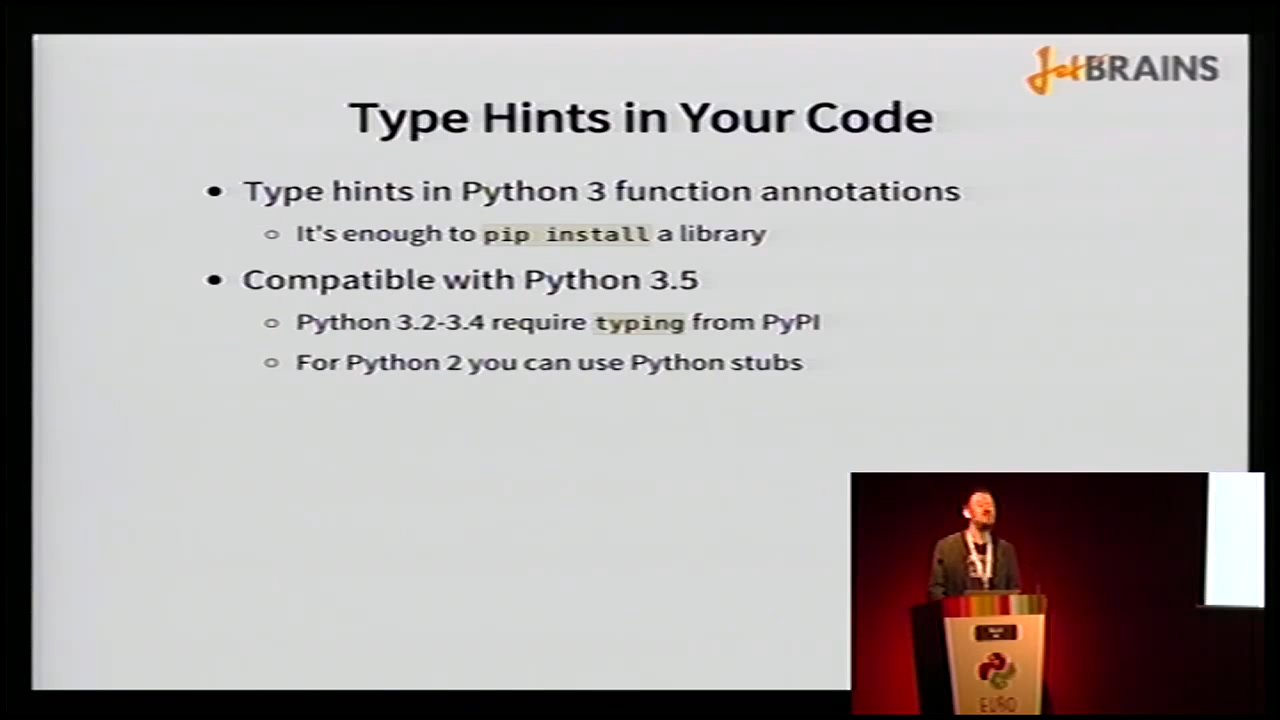 JetBRAINS
Type Hints in Your Code
Type hints in Python 3 function annotations
It's enough to pip install a library
Compatible with Python 3.5
Python 3.2-3.4 require typing from PyPI
For Python 2 you can use Python stubs
EURO